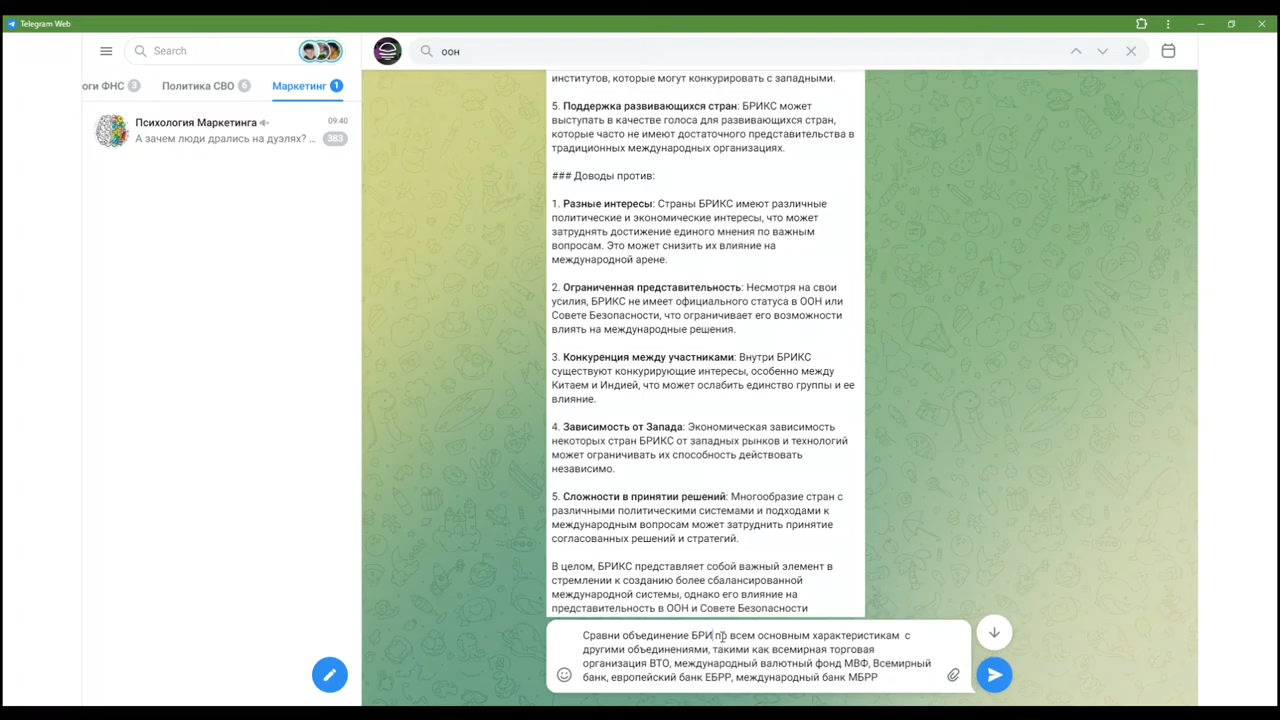 Telegram Web
Search
оон
оги ФНС 3
Политика СВО 6
Маркетинг 1
Психология Маркетинга
09:40
А зачем люди дрались на дуэлях? ...
383
институтов, которые могут конкурировать с западными.
5. Поддержка развивающихся стран: БРИКС может
выступать в качестве голоса для развивающихся стран,
которые часто не имеют достаточного представительства в
традиционных международных организациях.
### Доводы против:
1. Разные интересы: Страны БРИКС имеют различные
политические и экономические интересы, что может
затруднять достижение единого мнения по важным
вопросам. Это может снизить их влияние на
международной арене.
2. Ограниченная представительность: Несмотря на свои
усилия, БРИКС не имеет официального статуса в ООН или
Совете Безопасности, что ограничивает его возможности
влиять на международные решения.
3. Конкуренция между участниками: Внутри БРИКС
существуют конкурирующие интересы, особенно между
Китаем и Индией, что может ослабить единство группы и ее
влияние.
4. Зависимость от Запада: Экономическая зависимость
некоторых стран БРИКС от западных рынков и технологий
может ограничивать их способность действовать
независимо.
5. Сложности в принятии решений: Многообразие стран с
различными политическими системами и подходами к
международным вопросам может затруднить принятие
согласованных решений и стратегий.
В целом, БРИКС представляет собой важный элемент в
стремлении к созданию более сбалансированной
международной системы, однако его влияние на
представительность в ООН и Совете Безопасности
Сравни объединение БРИ по всем основным характеристикам с
другими объединениями, такими как всемирная торговая
организация ВТО, международный валютный фонд МВФ, Всемирный
банк, европейский банк ЕБРР, международный банк МБРР